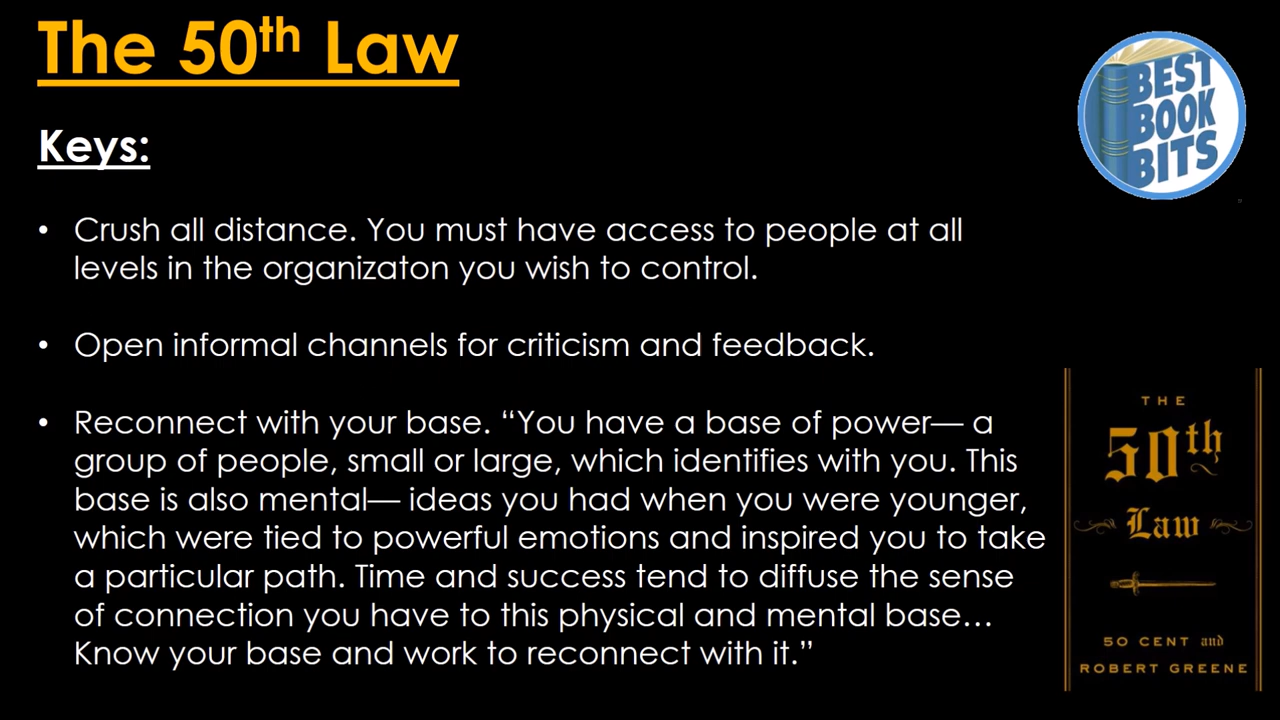 The 50th Law
BEST
BOOK
BITS
Keys:
• Crush all distance. You must have access to people at all
levels in the organizaton you wish to control.
• Open informal channels for criticism and feedback.
• Reconnect with your base. “You have a base of power— a
group of people, small or large, which identifies with you. This
base is also mental— ideas you had when you were younger,
which were tied to powerful emotions and inspired you to take
a particular path. Time and success tend to diffuse the sense
of connection you have to this physical and mental base…
Know your base and work to reconnect with it.”
THE
50th
Law
50 CENT and
ROBERT GREENE